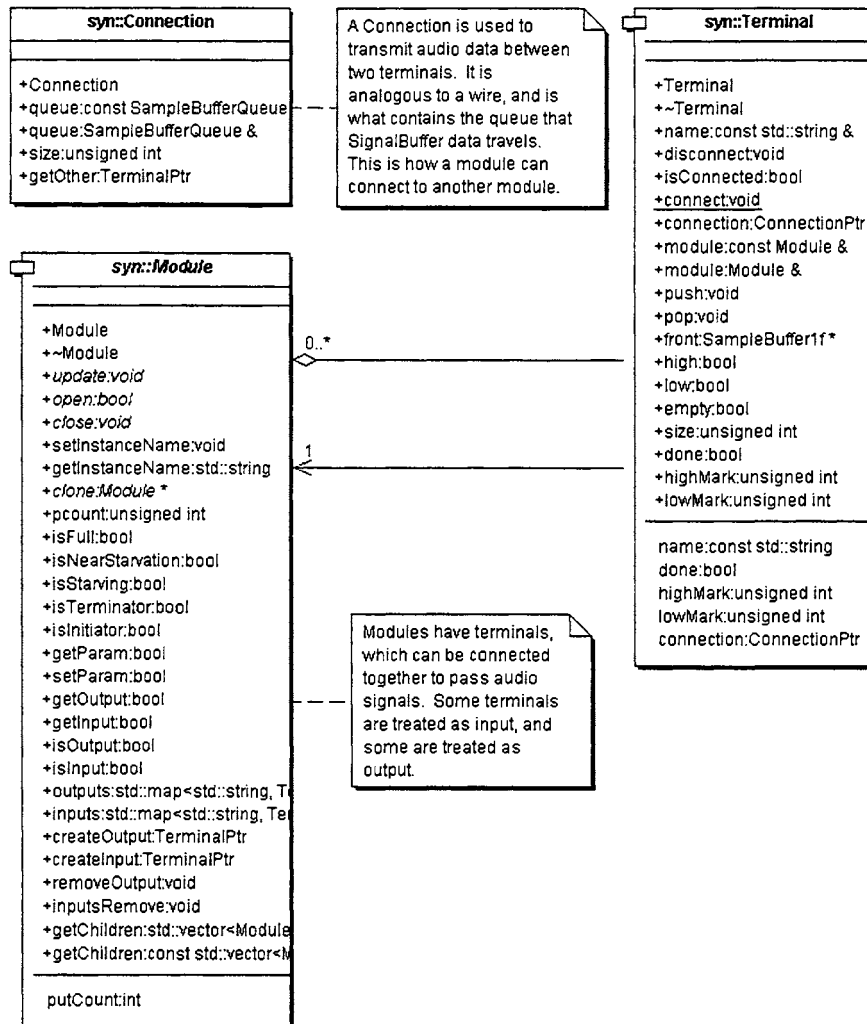 syn::Connection
+Connection
+queue:const SampleBufferQueue
+queue:SampleBufferQueue &
+size:unsigned int
+getOther:TerminalPtr
A Connection is used to
transmit audio data between
two terminals. It is
analogous to a wire, and is
what contains the queue that
SignalBuffer data travels.
This is how a module can
connect to another module.
syn::Terminal
+Terminal
+~Terminal
+name:const std::string &
+disconnect:void
+isConnected:bool
+connect:void
+connection:ConnectionPtr
+module:const Module &
+module:Module &
+push:void
+pop:void
+front:SampleBuffer1f *
+high:bool
+low:bool
+empty:bool
+size:unsigned int
+done:bool
+highMark:unsigned int
+lowMark:unsigned int
name:const std::string
done:bool
highMark:unsigned int
lowMark:unsigned int
connection:ConnectionPtr
syn::Module
+Module
+~Module
+update:void
+open:bool
+close:void
+setInstanceName:void
+getInstanceName:std::string
+clone:Module *
+pcount:unsigned int
+isFull:bool
+isNearStarvation:bool
+isStarving:bool
+isTerminator:bool
+isInitiator:bool
+getParam:bool
+setParam:bool
+getOutput:bool
+getInput:bool
+isOutput:bool
+isInput:bool
+outputs:std::map<std::string, Te
+inputs:std::map<std::string, Ter
+createOutput:TerminalPtr
+createInput:TerminalPtr
+removeOutput:void
+inputsRemove:void
+getChildren:std::vector<Module
+getChildren:const std::vector<M
putCount:int
0..*
1
Modules have terminals,
which can be connected
together to pass audio
signals. Some terminals
are treated as input, and
some are treated as
output.